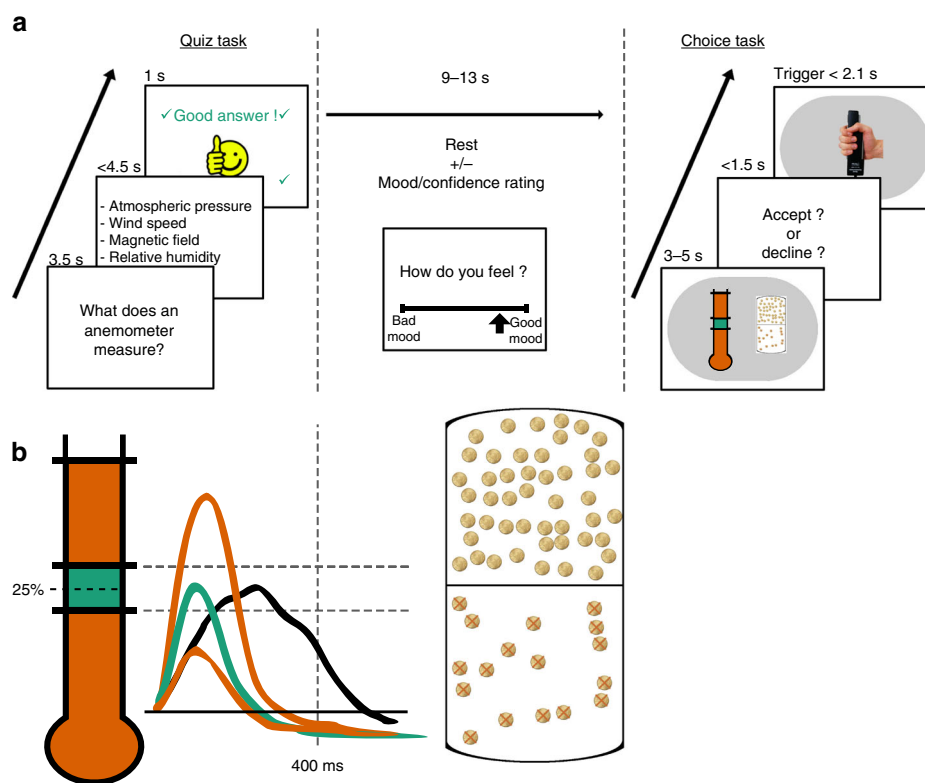 a
Quiz task
1 s
✓Good answer !✓
✓
<4.5 s
- Atmospheric pressure
- Wind speed
- Magnetic field
- Relative humidity
3.5 s
What does an
anemometer
measure?
9–13 s
Rest
+/–
Mood/confidence rating
How do you feel ?
Bad
mood
Good
mood
Choice task
Trigger < 2.1 s
<1.5 s
Accept ?
or
decline ?
3–5 s
b
25%
400 ms